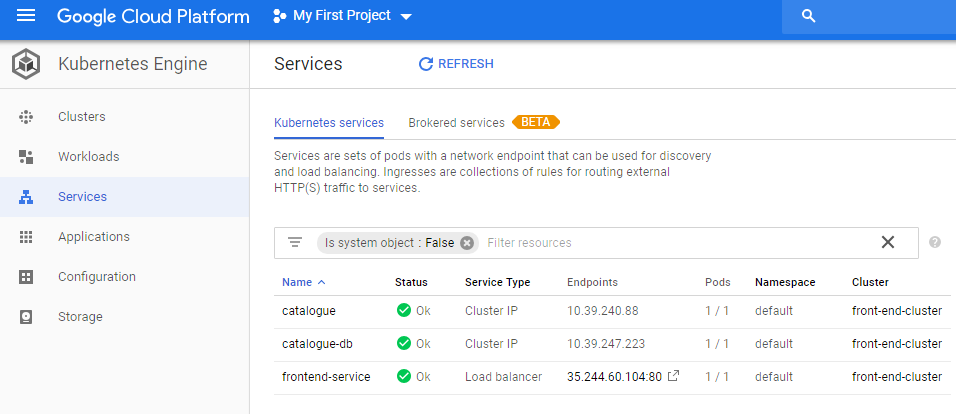 Google Cloud Platform My First Project
Kubernetes Engine
Services REFRESH
Clusters
Workloads
Services
Applications
Configuration
Storage
Kubernetes services Brokered services BETA
Services are sets of pods with a network endpoint that can be used for discovery
and load balancing. Ingresses are collections of rules for routing external
HTTP(S) traffic to services.
Is system object : False Filter resources
Name Status Service Type Endpoints Pods Namespace Cluster
catalogue Ok Cluster IP 10.39.240.88 1 / 1 default front-end-cluster
catalogue-db Ok Cluster IP 10.39.247.223 1 / 1 default front-end-cluster
frontend-service Ok Load balancer 35.244.60.104:80 1 / 1 default front-end-cluster